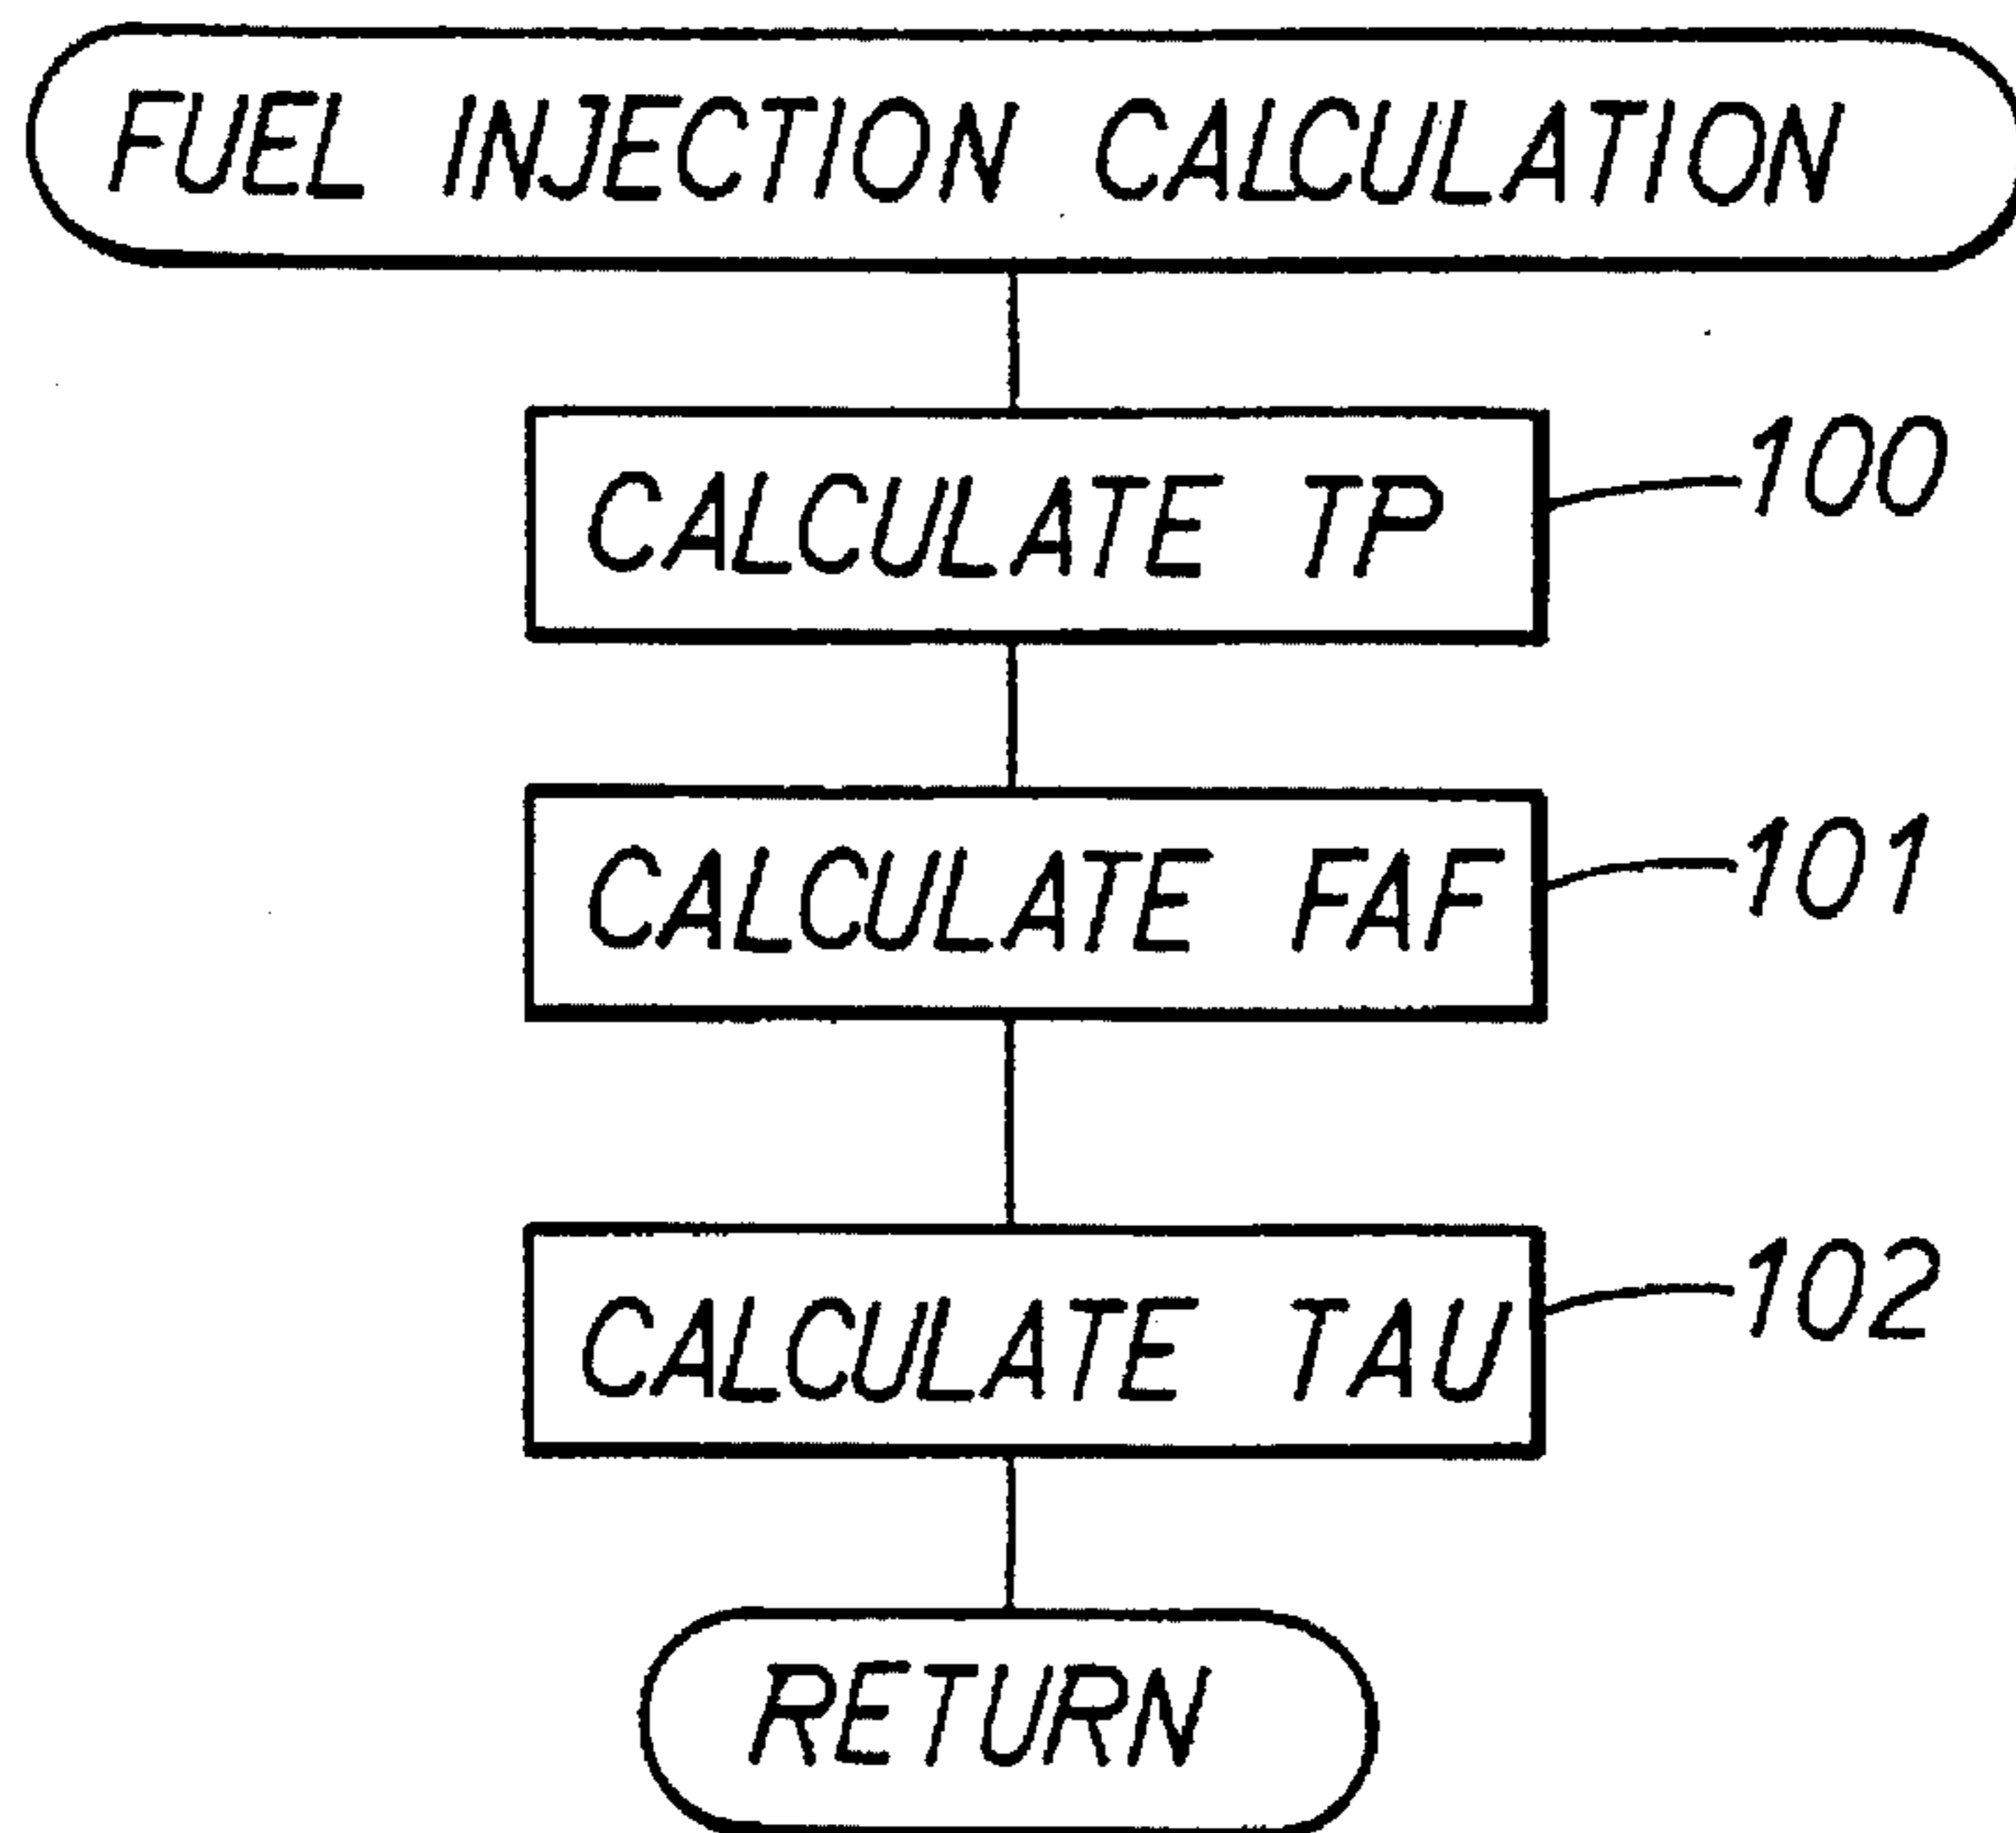 FUEL INJECTION CALCULATION
CALCULATE TP
100
CALCULATE FAF
101
CALCULATE TAU
102
RETURN